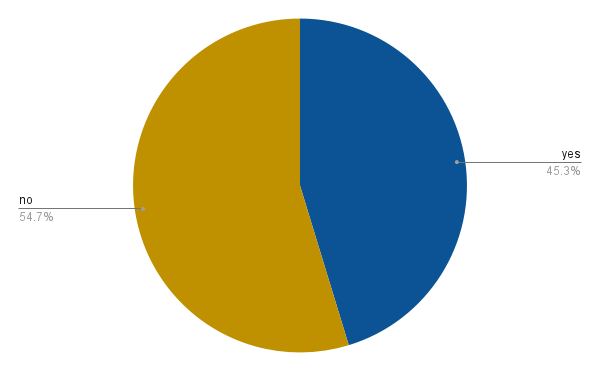 yes
45.3%
no
54.7%